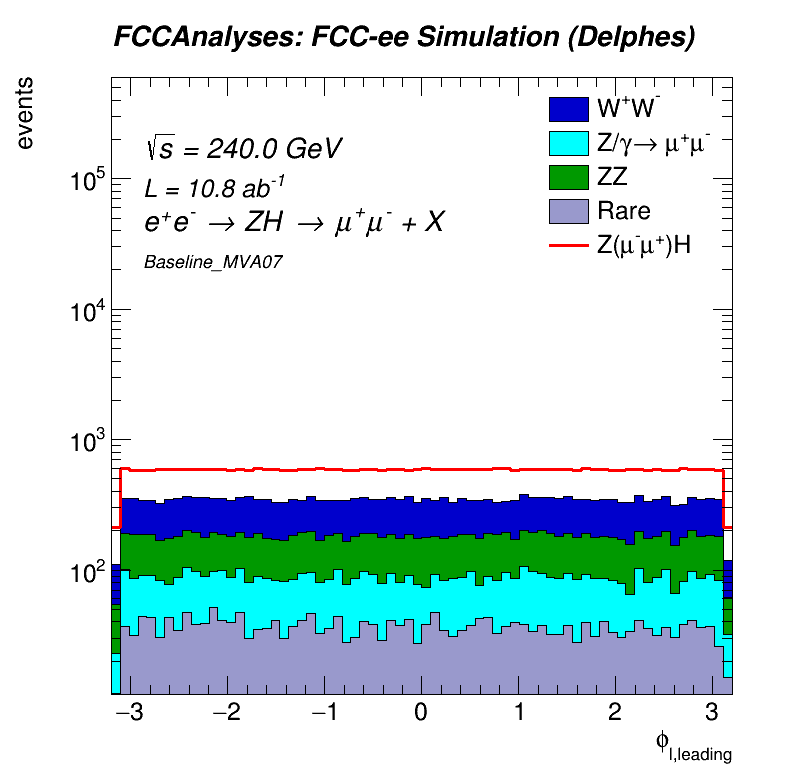 FCCAnalyses: FCC-ee Simulation (Delphes)
events
√s = 240.0 GeV
L = 10.8 ab⁻¹
e⁺e⁻ → ZH → μ⁺μ⁻ + X
Baseline_MVA07
W⁺W⁻
Z/γ→ μ⁺μ⁻
ZZ
Rare
Z(μ⁻μ⁺)H
10⁵
10⁴
10³
10²
−3 −2 −1 0 1 2 3
ϕ_l,leading